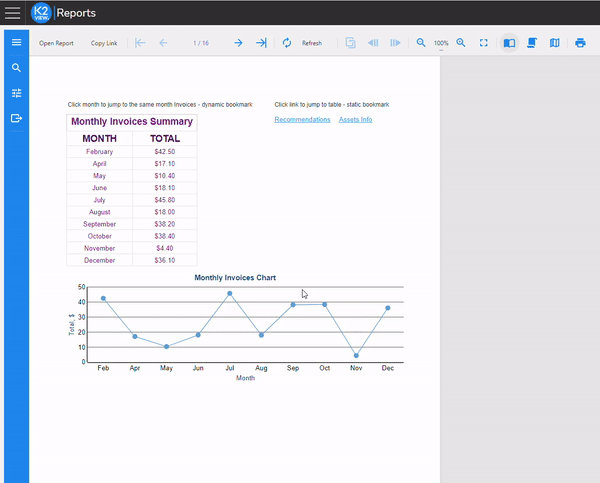 K2 VIEW Reports
Open Report Copy Link 1 / 16 Refresh 100%
Click month to jump to the same month Invoices - dynamic bookmark
Click link to jump to table - static bookmark
Monthly Invoices Summary
Recommendations Assets Info
MONTH TOTAL
February $42.50
April $17.10
May $10.40
June $18.10
July $45.80
August $18.00
September $38.20
October $38.40
November $4.40
December $36.10
Monthly Invoices Chart
Total, $
50
40
30
20
10
0
Feb Apr May Jun Jul Aug Sep Oct Nov Dec
Month